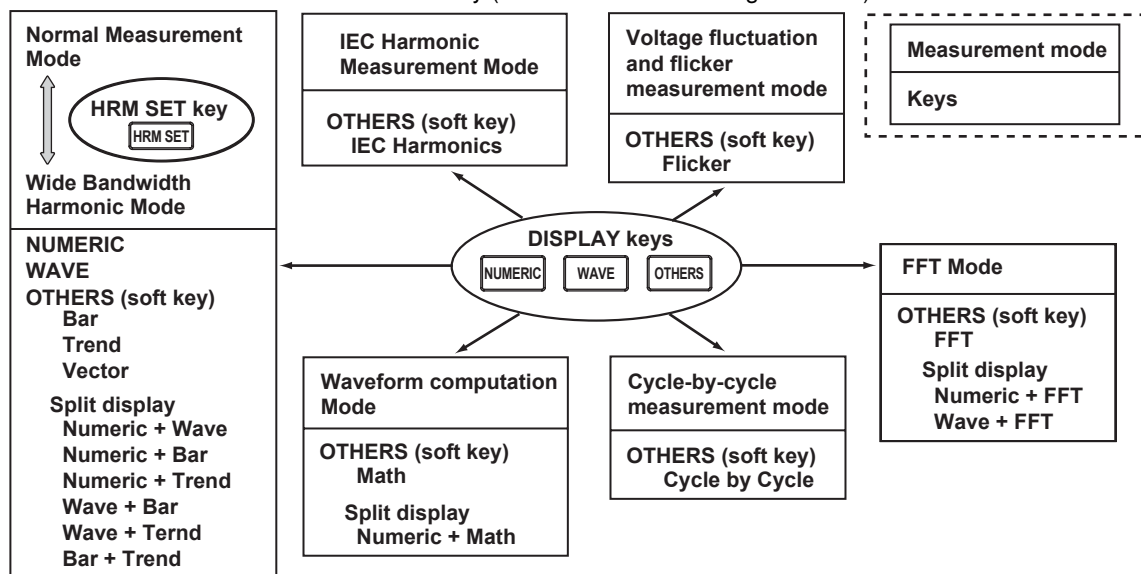 Normal Measurement
Mode
HRM SET key
HRM SET
Wide Bandwidth
Harmonic Mode
NUMERIC
WAVE
OTHERS (soft key)
Bar
Trend
Vector
Split display
Numeric + Wave
Numeric + Bar
Numeric + Trend
Wave + Bar
Wave + Ternd
Bar + Trend
IEC Harmonic
Measurement Mode
OTHERS (soft key)
IEC Harmonics
Voltage fluctuation
and flicker
measurement mode
OTHERS (soft key)
Flicker
Measurement mode
Keys
DISPLAY keys
NUMERIC
WAVE
OTHERS
FFT Mode
OTHERS (soft key)
FFT
Split display
Numeric + FFT
Wave + FFT
Waveform computation
Mode
OTHERS (soft key)
Math
Split display
Numeric + Math
Cycle-by-cycle
measurement mode
OTHERS (soft key)
Cycle by Cycle